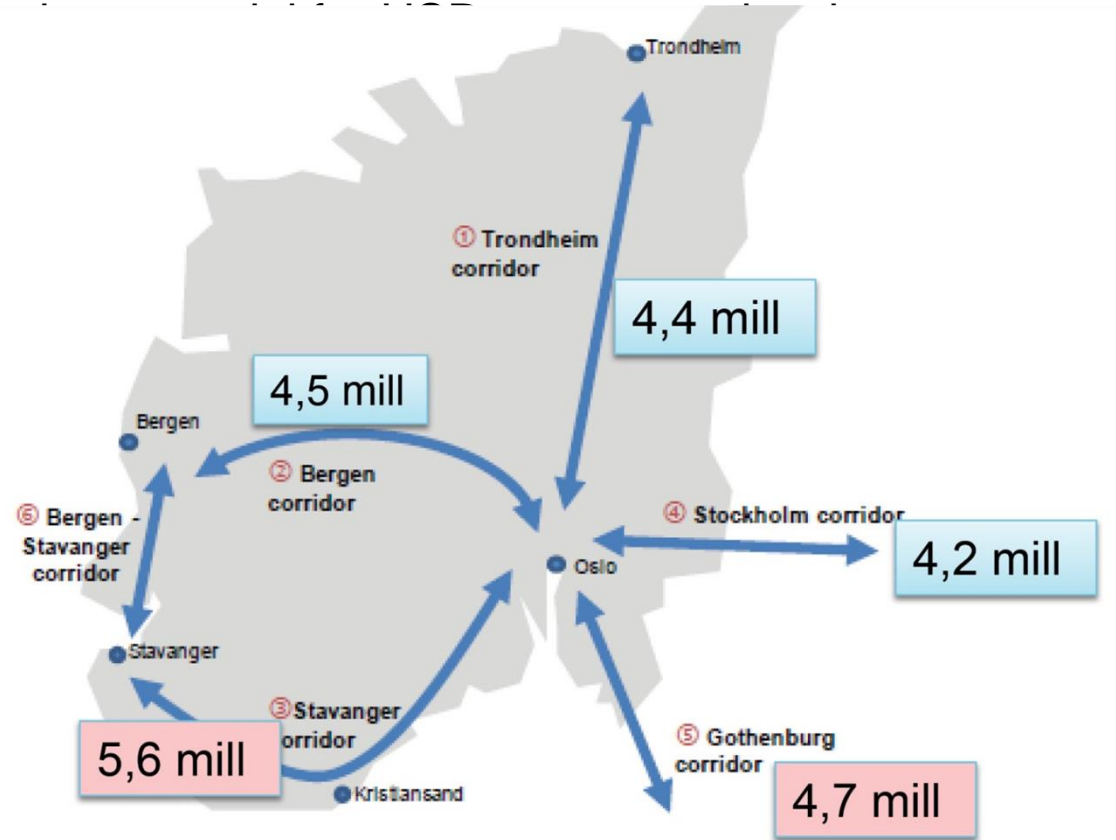 Trondheim
① Trondheim
corridor
4,4 mill
4,5 mill
Bergen
② Bergen
corridor
⑥ Bergen -
Stavanger
corridor
④ Stockholm corridor
4,2 mill
Oslo
Stavanger
③Stavanger
5,6 mill
⑤ Gothenburg
corridor
Kristiansand
4,7 mill